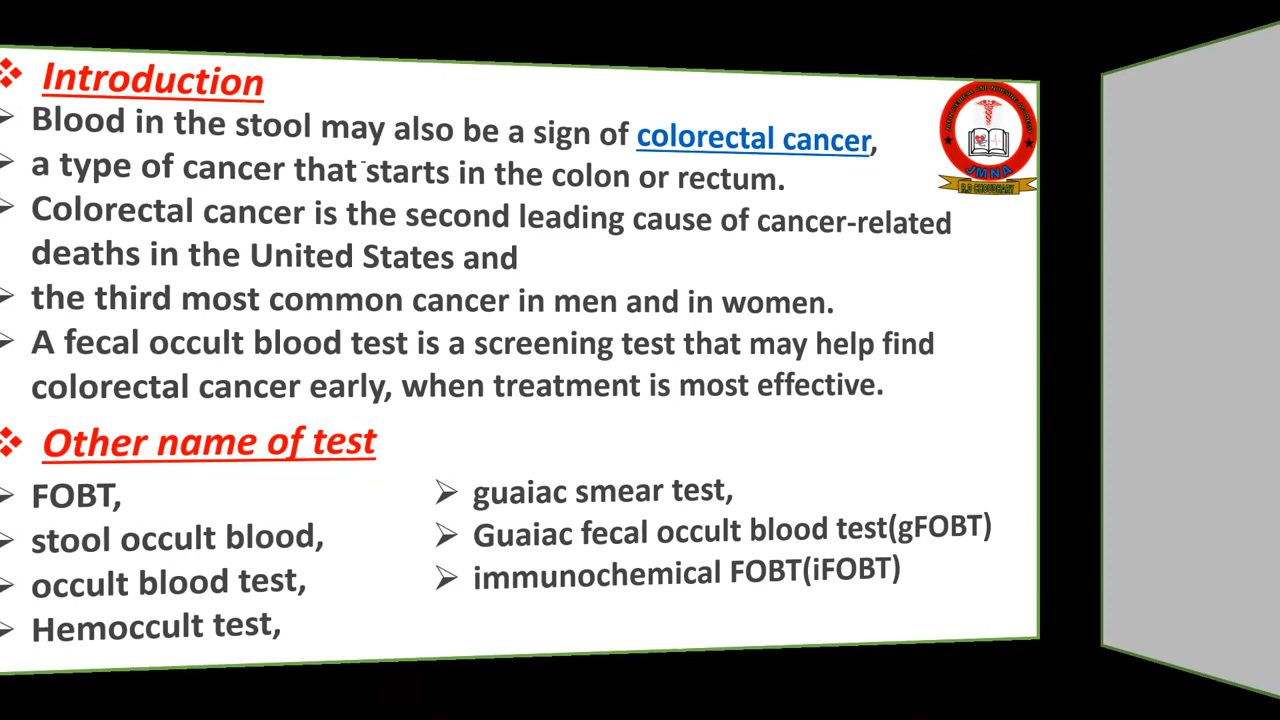 Introduction
Blood in the stool may also be a sign of colorectal cancer,
a type of cancer that starts in the colon or rectum.
Colorectal cancer is the second leading cause of cancer-related
deaths in the United States and
the third most common cancer in men and in women.
A fecal occult blood test is a screening test that may help find
colorectal cancer early, when treatment is most effective.
Other name of test
FOBT,
stool occult blood,
occult blood test,
Hemoccult test,
guaiac smear test,
Guaiac fecal occult blood test(gFOBT)
immunochemical FOBT(iFOBT)
JMNA
R.D CHOUDHARY